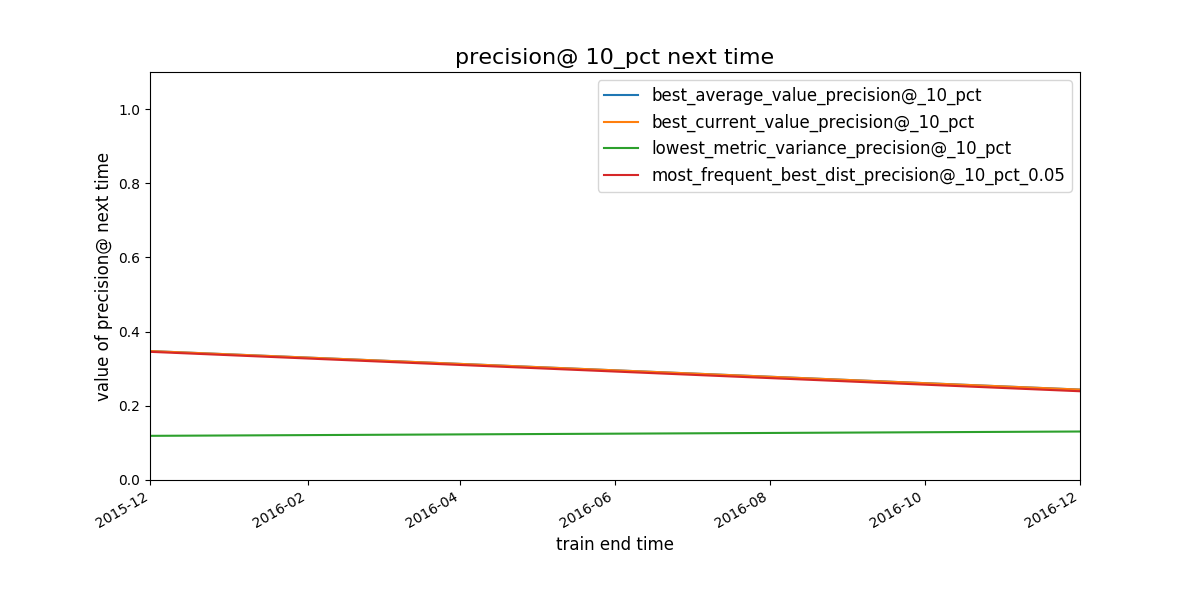 precision@ 10_pct next time
best_average_value_precision@_10_pct
best_current_value_precision@_10_pct
lowest_metric_variance_precision@_10_pct
most_frequent_best_dist_precision@_10_pct_0.05
value of precision@ next time
1.0
0.8
0.6
0.4
0.2
0.0
2015-12
2016-02
2016-04
2016-06
2016-08
2016-10
2016-12
train end time